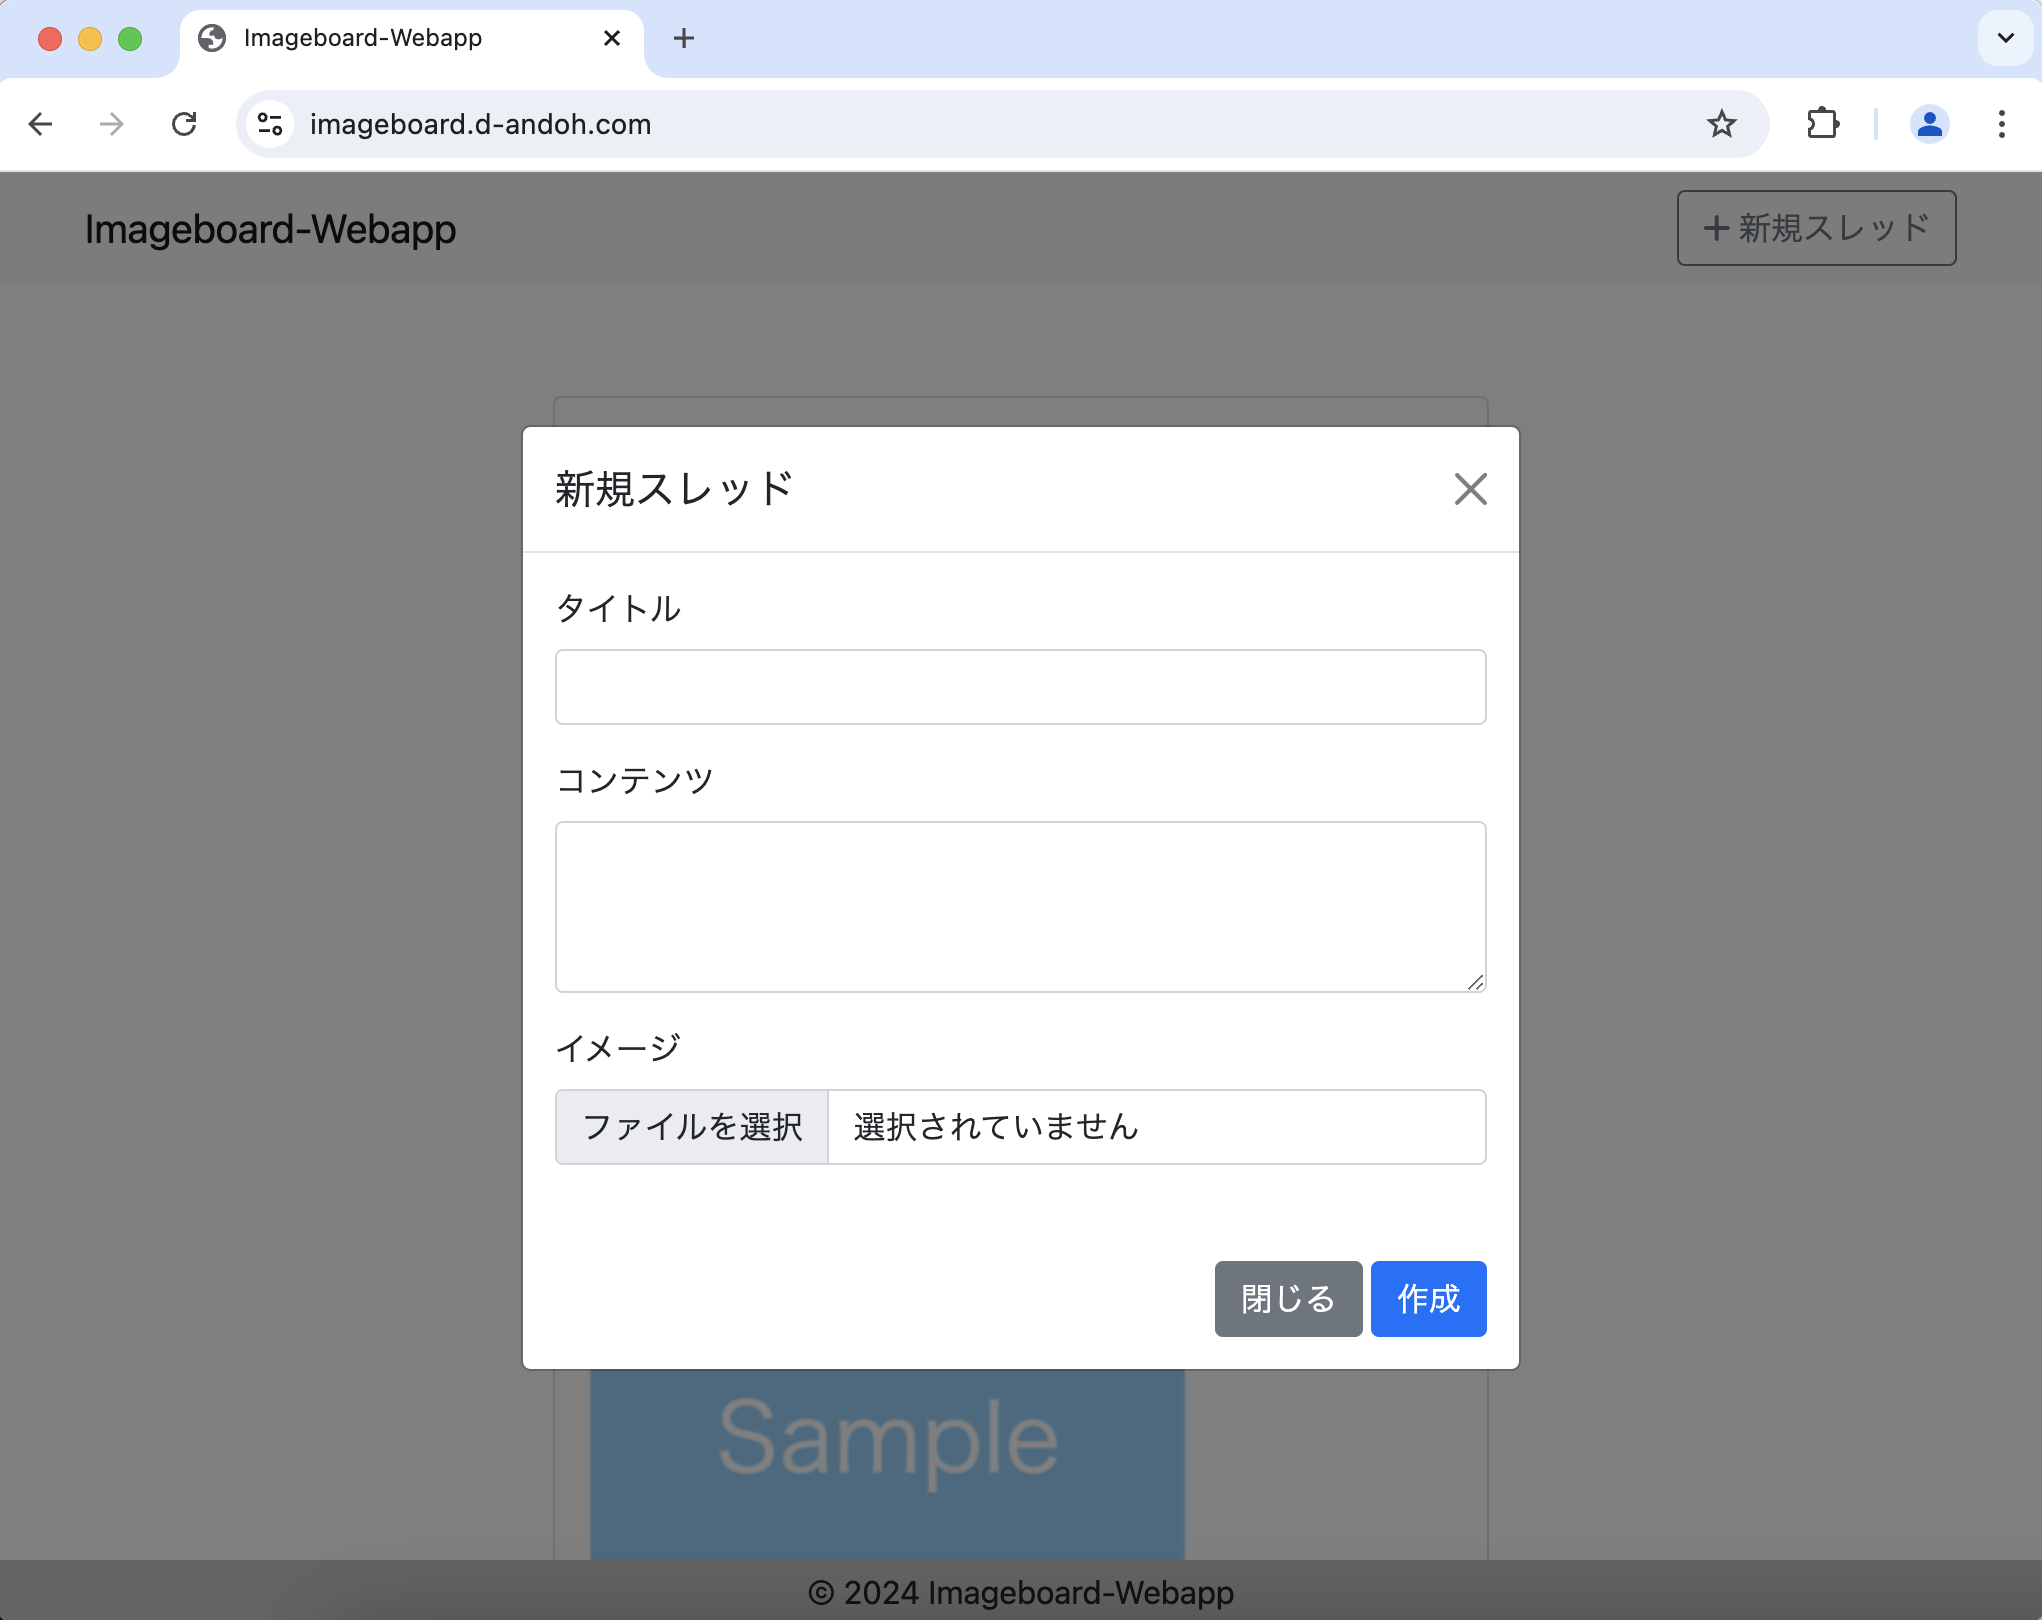 Imageboard-Webapp
imageboard.d-andoh.com
Imageboard-Webapp
新規スレッド
新規スレッド
タイトル
コンテンツ
イメージ
ファイルを選択 選択されていません
閉じる 作成
Sample
© 2024 Imageboard-Webapp